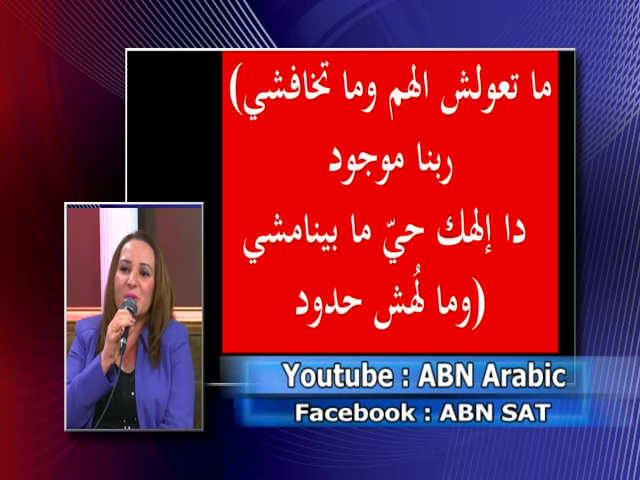 ما تعولش الهم وما تخافشي)
ربنا موجود
دا إلهك حيّ ما بينامشي
(وما لُهش حدود
Youtube : ABN Arabic
Facebook : ABN SAT